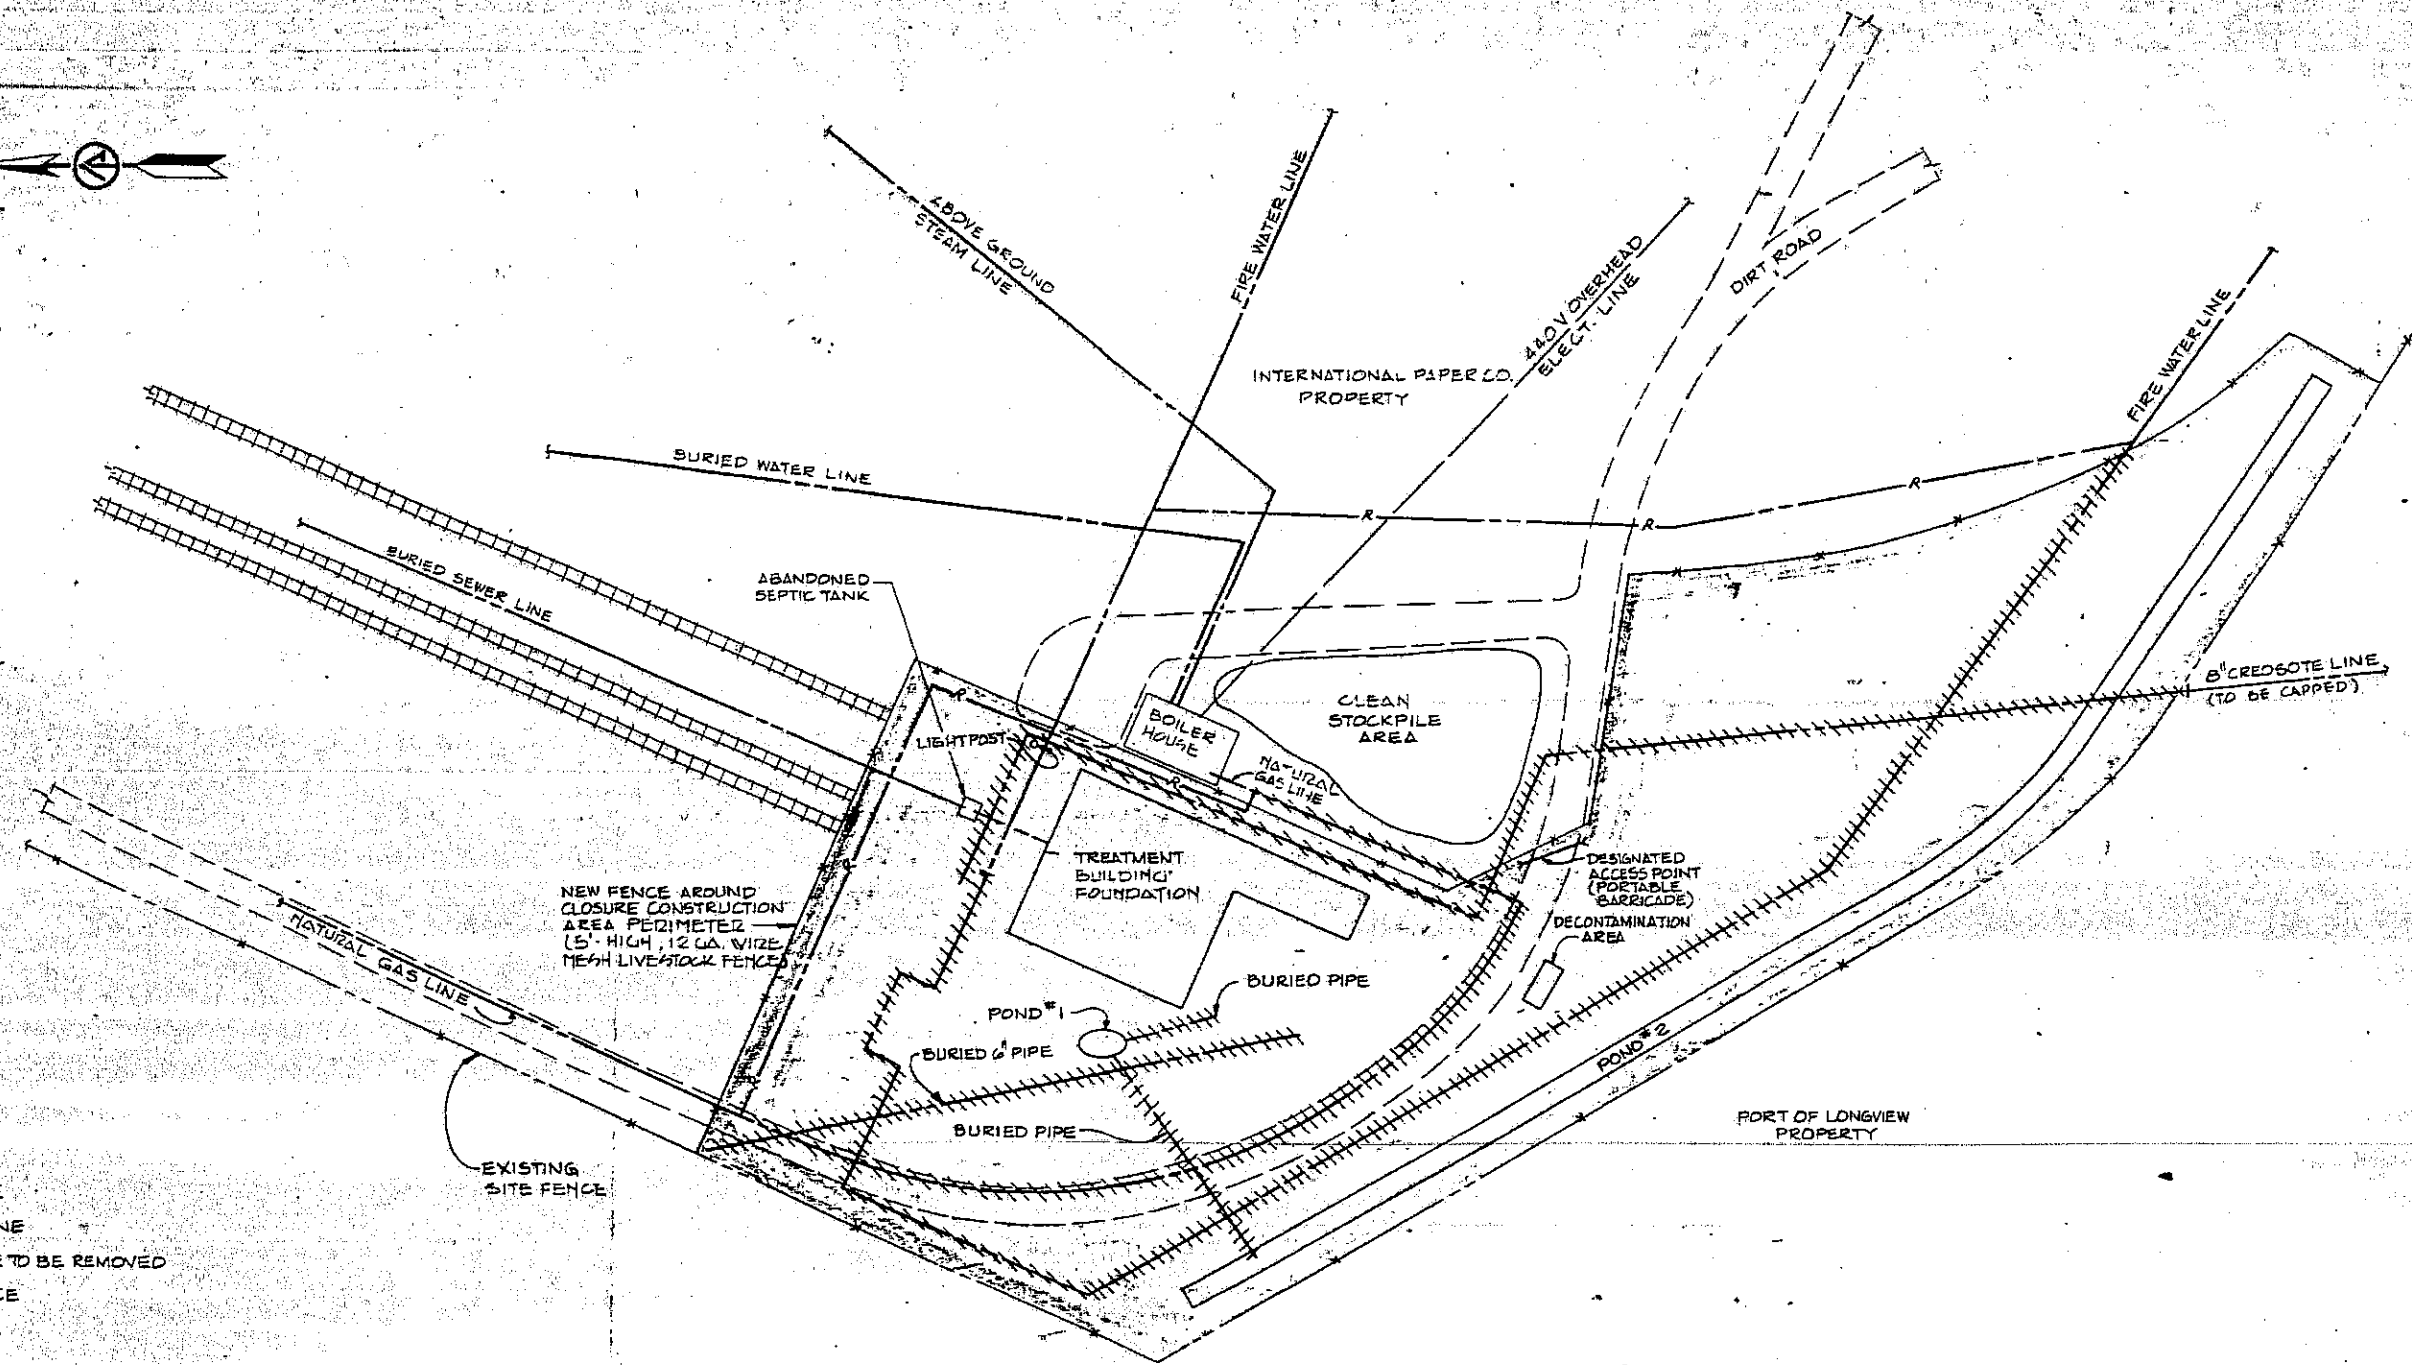 ABOVE GROUND
STEAM LINE
FIRE WATER LINE
440 V OVERHEAD
ELECT. LINE
DIRT ROAD
FIRE WATER LINE
INTERNATIONAL PAPER CO.
PROPERTY
BURIED WATER LINE
R
R
R
BURIED SEWER LINE
ABANDONED
SEPTIC TANK
8" CREOSOTE LINE
(TO BE CAPPED)
R
CLEAN
STOCKPILE
AREA
BOILER
HOUSE
LIGHTPOST
NATURAL
GAS LINE
R
R
TREATMENT
BUILDING
FOUNDATION
DESIGNATED
ACCESS POINT
(PORTABLE
BARRICADE)
NEW FENCE AROUND
CLOSURE CONSTRUCTION
AREA PERIMETER
(5'-HIGH, 12 GA. WIRE
MESH LIVESTOCK FENCE)
DECONTAMINATION
AREA
NATURAL GAS LINE
BURIED PIPE
POND #1
BURIED 6" PIPE
POND #2
R
BURIED PIPE
PORT OF LONGVIEW
PROPERTY
EXISTING
SITE FENCE
TO BE REMOVED